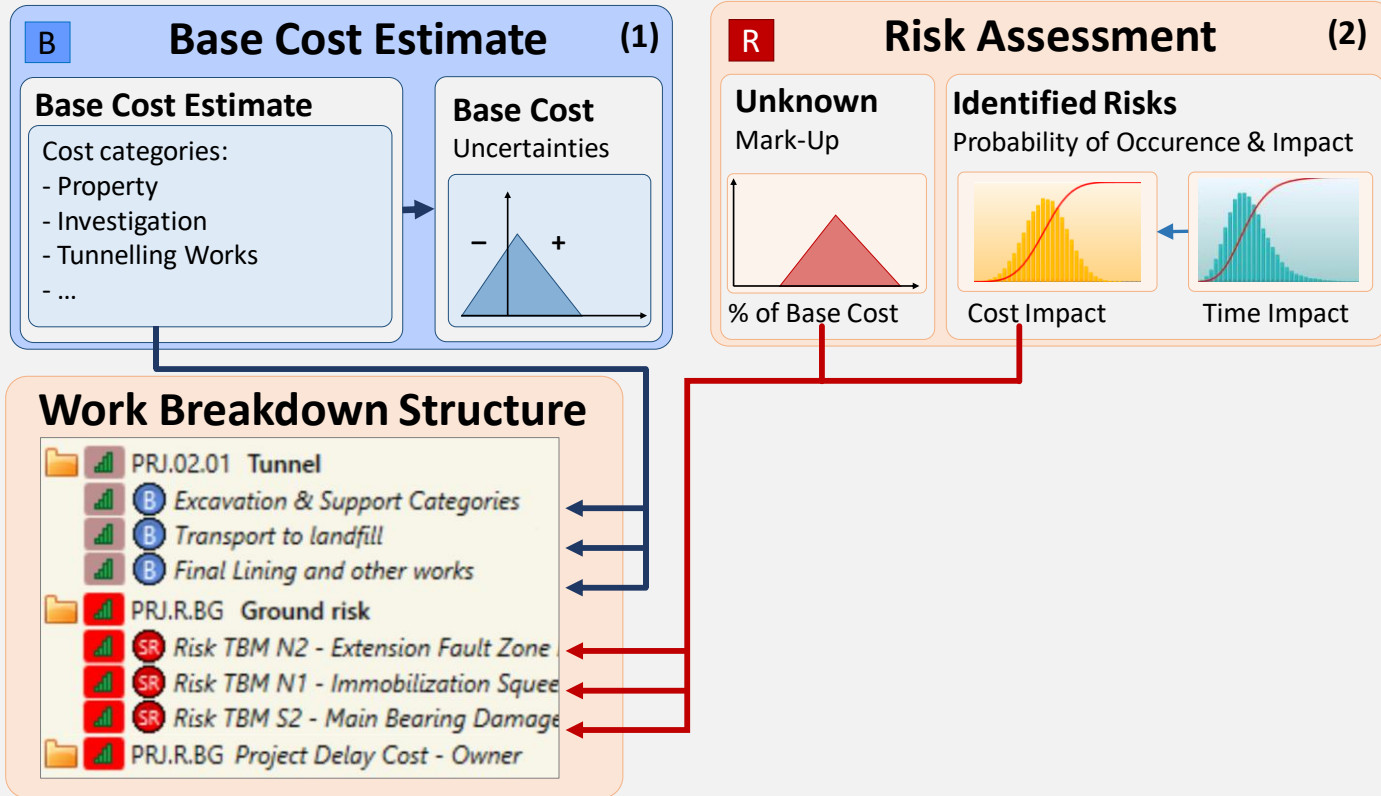 B
Base Cost Estimate
(1)
Base Cost Estimate
Cost categories:
- Property
- Investigation
- Tunnelling Works
- ...
Base Cost
Uncertainties
– +
R
Risk Assessment
(2)
Unknown
Mark-Up
% of Base Cost
Identified Risks
Probability of Occurence & Impact
Cost Impact
Time Impact
Work Breakdown Structure
PRJ.02.01 Tunnel
B Excavation & Support Categories
B Transport to landfill
B Final Lining and other works
PRJ.R.BG Ground risk
SR Risk TBM N2 - Extension Fault Zone
SR Risk TBM N1 - Immobilization Squee
SR Risk TBM S2 - Main Bearing Damage
PRJ.R.BG Project Delay Cost - Owner